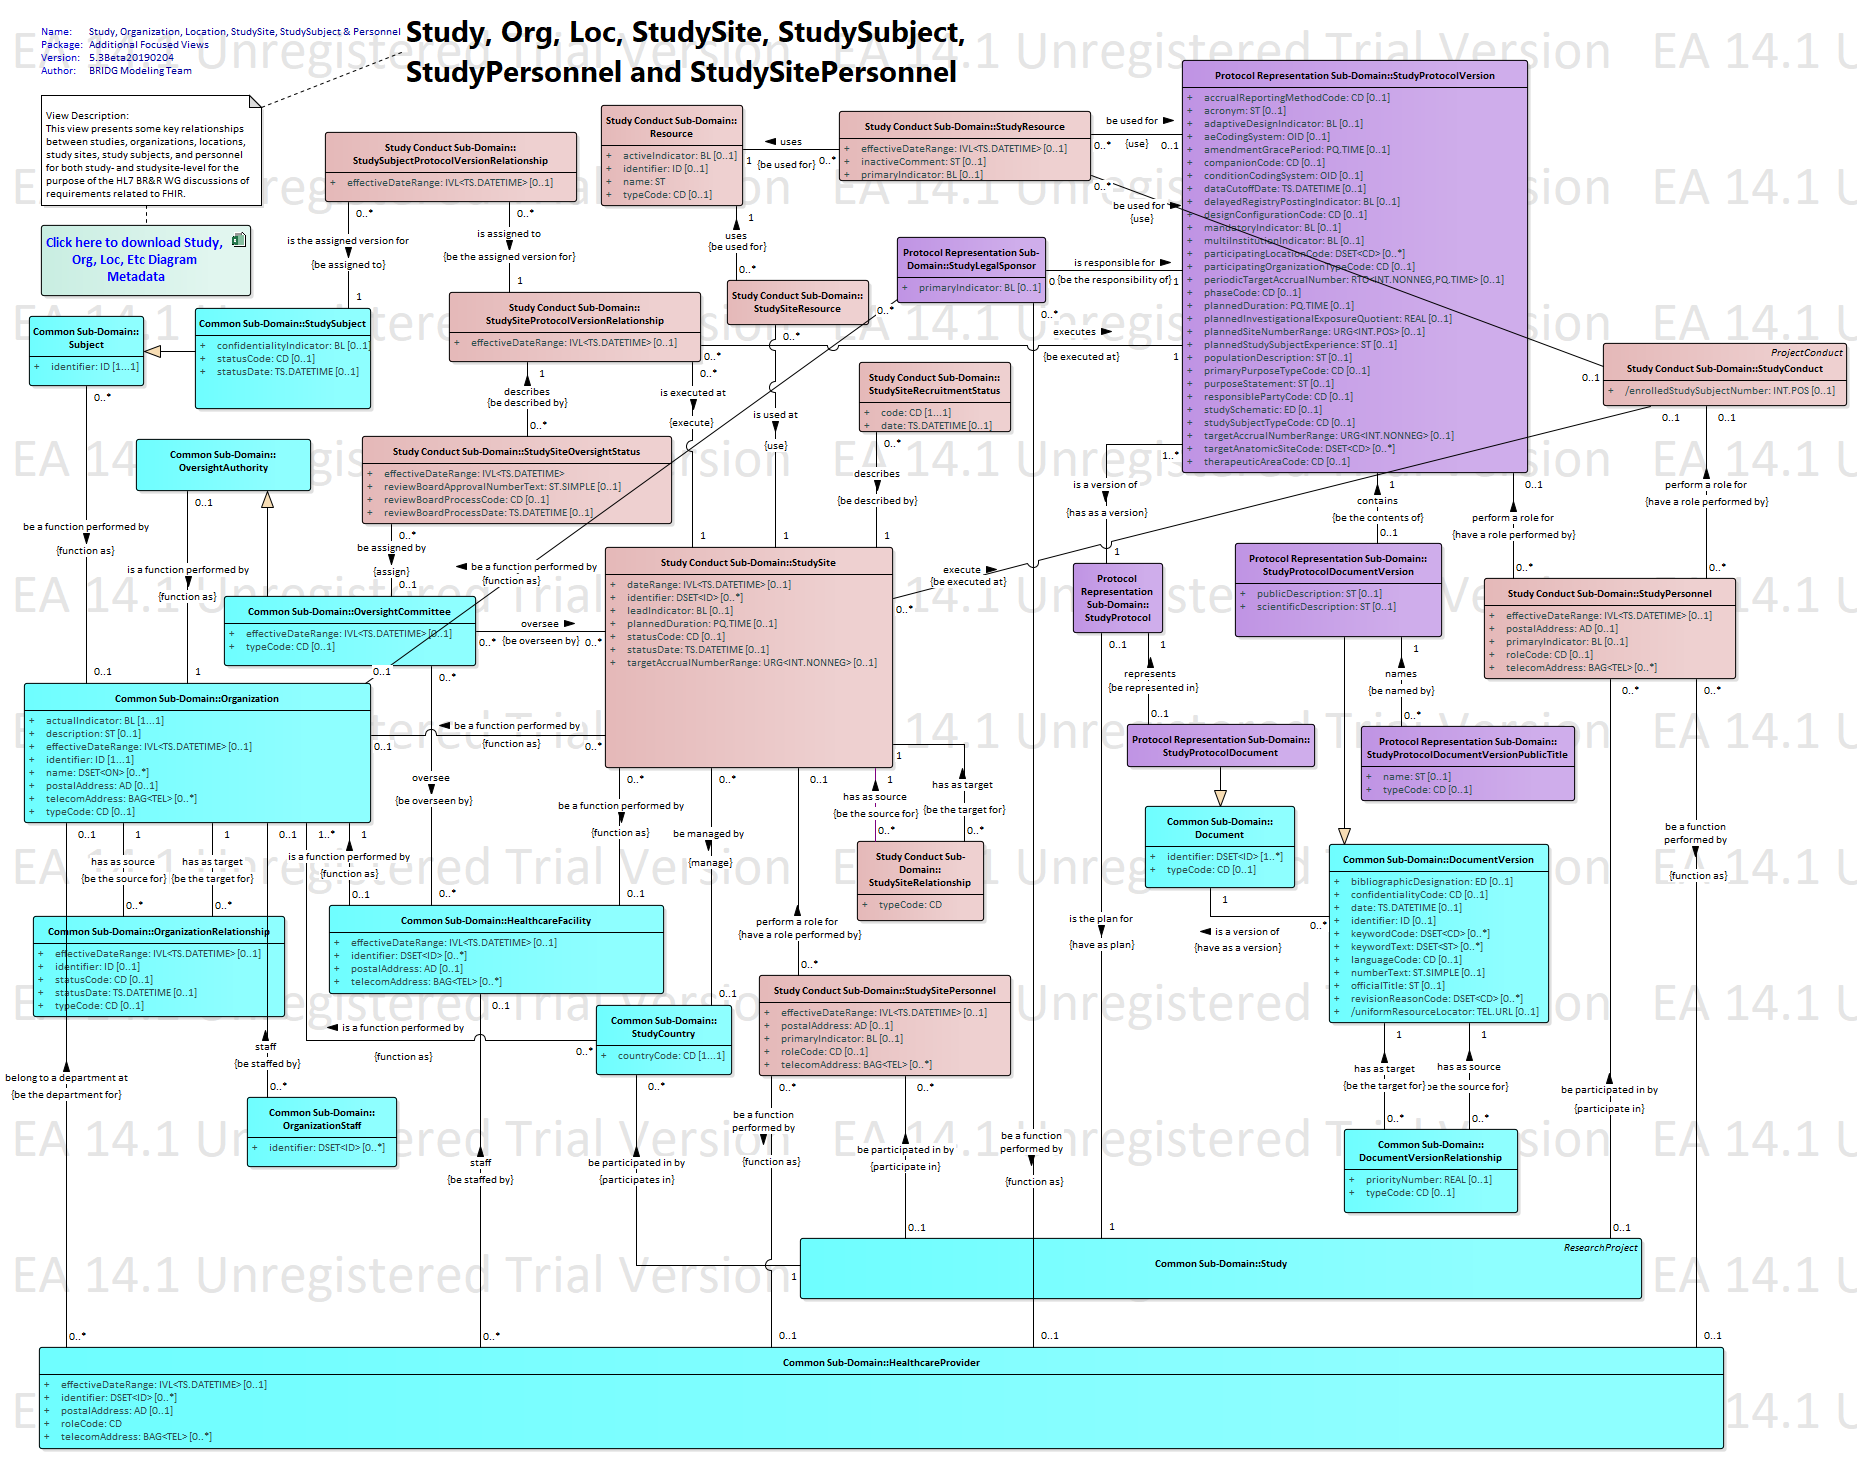 Name: Study, Organization, Location, StudySite, StudySubject & Personnel
Package: Additional Focused Views
Version: 5.3Beta20190204
Author: BRIDG Modeling Team
Study, Org, Loc, StudySite, StudySubject,
StudyPersonnel and StudySitePersonnel
EA 14.1 Unregistered Trial Version
View Description:
This view presents some key relationships
between studies, organizations, locations,
study sites, study subjects, and personnel
for both study- and studysite-level for the
purpose of the HL7 BR&R WG discussions of
requirements related to FHIR.
Click here to download Study,
Org, Loc, Etc Diagram
Metadata
Study Conduct Sub-Domain::
StudySubjectProtocolVersionRelationship
+ effectiveDateRange: IVL<TS.DATETIME> [0..1]
Study Conduct Sub-Domain::
Resource
+ activeIndicator: BL [0..1]
+ identifier: ID [0..1]
+ name: ST
+ typeCode: CD [0..1]
uses
1 {be used for} 0..*
Study Conduct Sub-Domain::StudyResource
+ effectiveDateRange: IVL<TS.DATETIME> [0..1]
+ inactiveComment: ST [0..1]
+ primaryIndicator: BL [0..1]
be used for
0..* {use} 0..1
0..*
be used for
{use}
Protocol Representation Sub-Domain::StudyProtocolVersion
+ accrualReportingMethodCode: CD [0..1]
+ acronym: ST [0..1]
+ adaptiveDesignIndicator: BL [0..1]
+ aeCodingSystem: OID [0..1]
+ amendmentGracePeriod: PQ.TIME [0..1]
+ companionCode: CD [0..1]
+ conditionCodingSystem: OID [0..1]
+ dataCutoffDate: TS.DATETIME [0..1]
+ delayedRegistryPostingIndicator: BL [0..1]
+ designConfigurationCode: CD [0..1]
+ mandatoryIndicator: BL [0..1]
+ multiInstitutionIndicator: BL [0..1]
+ participatingLocationCode: DSET<CD> [0..*]
+ participatingOrganizationTypeCode: CD [0..1]
+ periodicTargetAccrualNumber: RTO<INT.NONNEG,PQ.TIME> [0..1]
+ phaseCode: CD [0..1]
+ plannedDuration: PQ.TIME [0..1]
+ plannedInvestigationalExposureQuotient: REAL [0..1]
+ plannedSiteNumberRange: URG<INT.POS> [0..1]
+ plannedStudySubjectExperience: ST [0..1]
+ populationDescription: ST [0..1]
+ primaryPurposeTypeCode: CD [0..1]
+ purposeStatement: ST [0..1]
+ responsiblePartyCode: CD [0..1]
+ studySchematic: ED [0..1]
+ studySubjectTypeCode: CD [0..1]
+ targetAccrualNumberRange: URG<INT.NONNEG> [0..1]
+ targetAnatomicSiteCode: DSET<CD> [0..*]
+ therapeuticAreaCode: CD [0..1]
0..* 0..*
is the assigned version for
{be assigned to}
1
is assigned to
{be the assigned version for}
1
1
uses
{be used for}
0..*
Protocol Representation Sub-
Domain::StudyLegalSponsor
+ primaryIndicator: BL [0..1]
is responsible for
0..* {be the responsibility of} 1
0..*
0..*
Common Sub-Domain::
Subject
+ identifier: ID [1...1]
Common Sub-Domain::StudySubject
+ confidentialityIndicator: BL [0..1]
+ statusCode: CD [0..1]
+ statusDate: TS.DATETIME [0..1]
Study Conduct Sub-Domain::
StudySiteProtocolVersionRelationship
+ effectiveDateRange: IVL<TS.DATETIME> [0..1]
Study Conduct Sub-Domain::
StudySiteResource
executes
0..* {be executed at} 1
Study Conduct Sub-Domain::
StudySiteRecruitmentStatus
+ code: CD [1...1]
+ date: TS.DATETIME [0..1]
ProjectConduct
Study Conduct Sub-Domain::StudyConduct
+ /enrolledStudySubjectNumber: INT.POS [0..1]
0..1
0..1 0..1
1
describes
{be described by}
0..*
0..*
is executed at
{execute}
1
0..*
is used at
{use}
1
0..*
describes
{be described by}
1
Common Sub-Domain::
OversightAuthority
Study Conduct Sub-Domain::StudySiteOversightStatus
+ effectiveDateRange: IVL<TS.DATETIME>
+ reviewBoardApprovalNumberText: ST.SIMPLE [0..1]
+ reviewBoardProcessCode: CD [0..1]
+ reviewBoardProcessDate: TS.DATETIME [0..1]
0..*
be a function performed by
{function as}
0..1
0..1
is a function performed by
{function as}
1
0..*
be assigned by
{assign}
0..1
be a function performed by
{function as}
0..1
1..*
is a version of
{has as a version}
1
1
contains
{be the contents of}
0..1
0..1
perform a role for
{have a role performed by}
0..*
perform a role for
{have a role performed by}
0..*
execute
{be executed at}
0..*
Common Sub-Domain::OversightCommittee
+ effectiveDateRange: IVL<TS.DATETIME> [0..1]
+ typeCode: CD [0..1]
oversee
0..* {be overseen by} 0..*
Study Conduct Sub-Domain::StudySite
+ dateRange: IVL<TS.DATETIME> [0..1]
+ identifier: DSET<ID> [0..*]
+ leadIndicator: BL [0..1]
+ plannedDuration: PQ.TIME [0..1]
+ statusCode: CD [0..1]
+ statusDate: TS.DATETIME [0..1]
+ targetAccrualNumberRange: URG<INT.NONNEG> [0..1]
Protocol
Representation
Sub-Domain::
StudyProtocol
Protocol Representation Sub-Domain::
StudyProtocolDocumentVersion
+ publicDescription: ST [0..1]
+ scientificDescription: ST [0..1]
Study Conduct Sub-Domain::StudyPersonnel
+ effectiveDateRange: IVL<TS.DATETIME> [0..1]
+ postalAddress: AD [0..1]
+ primaryIndicator: BL [0..1]
+ roleCode: CD [0..1]
+ telecomAddress: BAG<TEL> [0..*]
Common Sub-Domain::Organization
+ actualIndicator: BL [1...1]
+ description: ST [0..1]
+ effectiveDateRange: IVL<TS.DATETIME> [0..1]
+ identifier: ID [1...1]
+ name: DSET<ON> [0..*]
+ postalAddress: AD [0..1]
+ telecomAddress: BAG<TEL> [0..*]
+ typeCode: CD [0..1]
be a function performed by
0..1 {function as} 0..*
0..*
oversee
{be overseen by}
0..*
0..1 1
represents
{be represented in}
0..1
1
names
{be named by}
0..*
0..* 0..*
Protocol Representation Sub-Domain::
StudyProtocolDocument
Protocol Representation Sub-Domain::
StudyProtocolDocumentVersionPublicTitle
+ name: ST [0..1]
+ typeCode: CD [0..1]
0..*
be a function performed by
{function as}
0..1
0..*
be managed by
{manage}
0..1
0..1
perform a role for
{have a role performed by}
0..*
1
has as source
{be the source for}
0..*
1
has as target
{be the target for}
0..*
Study Conduct Sub-
Domain::
StudySiteRelationship
+ typeCode: CD
Common Sub-Domain::
Document
+ identifier: DSET<ID> [1..*]
+ typeCode: CD [0..1]
Common Sub-Domain::DocumentVersion
+ bibliographicDesignation: ED [0..1]
+ confidentialityCode: CD [0..1]
+ date: TS.DATETIME [0..1]
+ identifier: ID [0..1]
+ keywordCode: DSET<CD> [0..*]
+ keywordText: DSET<ST> [0..*]
+ languageCode: CD [0..1]
+ numberText: ST.SIMPLE [0..1]
+ officialTitle: ST [0..1]
+ revisionReasonCode: DSET<CD> [0..*]
+ /uniformResourceLocator: TEL.URL [0..1]
1
0..*
is a version of
{have as a version}
is the plan for
{have as plan}
1
be a function
performed by
{function as}
0..1
0..1 1 1 0..1 1..* 1
has as source
{be the source for}
0..*
has as target
{be the target for}
0..*
is a function performed by
{function as}
0..1
Common Sub-Domain::OrganizationRelationship
+ effectiveDateRange: IVL<TS.DATETIME> [0..1]
+ identifier: ID [0..1]
+ statusCode: CD [0..1]
+ statusDate: TS.DATETIME [0..1]
+ typeCode: CD [0..1]
Common Sub-Domain::HealthcareFacility
+ effectiveDateRange: IVL<TS.DATETIME> [0..1]
+ identifier: DSET<ID> [0..*]
+ postalAddress: AD [0..1]
+ telecomAddress: BAG<TEL> [0..*]
0..1
is a function performed by
{function as} 0..*
Common Sub-Domain::
StudyCountry
+ countryCode: CD [1...1]
Study Conduct Sub-Domain::StudySitePersonnel
+ effectiveDateRange: IVL<TS.DATETIME> [0..1]
+ postalAddress: AD [0..1]
+ primaryIndicator: BL [0..1]
+ roleCode: CD [0..1]
+ telecomAddress: BAG<TEL> [0..*]
belong to a department at
{be the department for}
0..*
staff
{be staffed by}
0..*
Common Sub-Domain::
OrganizationStaff
+ identifier: DSET<ID> [0..*]
staff
{be staffed by}
0..*
0..*
be participated in by
{participates in}
1
0..*
be a function
performed by
{function as}
0..1
0..*
be participated in by
{participate in}
0..1
be a function
performed by
{function as}
0..1
1
has as target
{be the target for}
0..*
1
has as source
be the source for}
0..*
Common Sub-Domain::
DocumentVersionRelationship
+ priorityNumber: REAL [0..1]
+ typeCode: CD [0..1]
be participated in by
{participate in}
0..1
ResearchProject
Common Sub-Domain::Study
Common Sub-Domain::HealthcareProvider
+ effectiveDateRange: IVL<TS.DATETIME> [0..1]
+ identifier: DSET<ID> [0..*]
+ postalAddress: AD [0..1]
+ roleCode: CD
+ telecomAddress: BAG<TEL> [0..*]